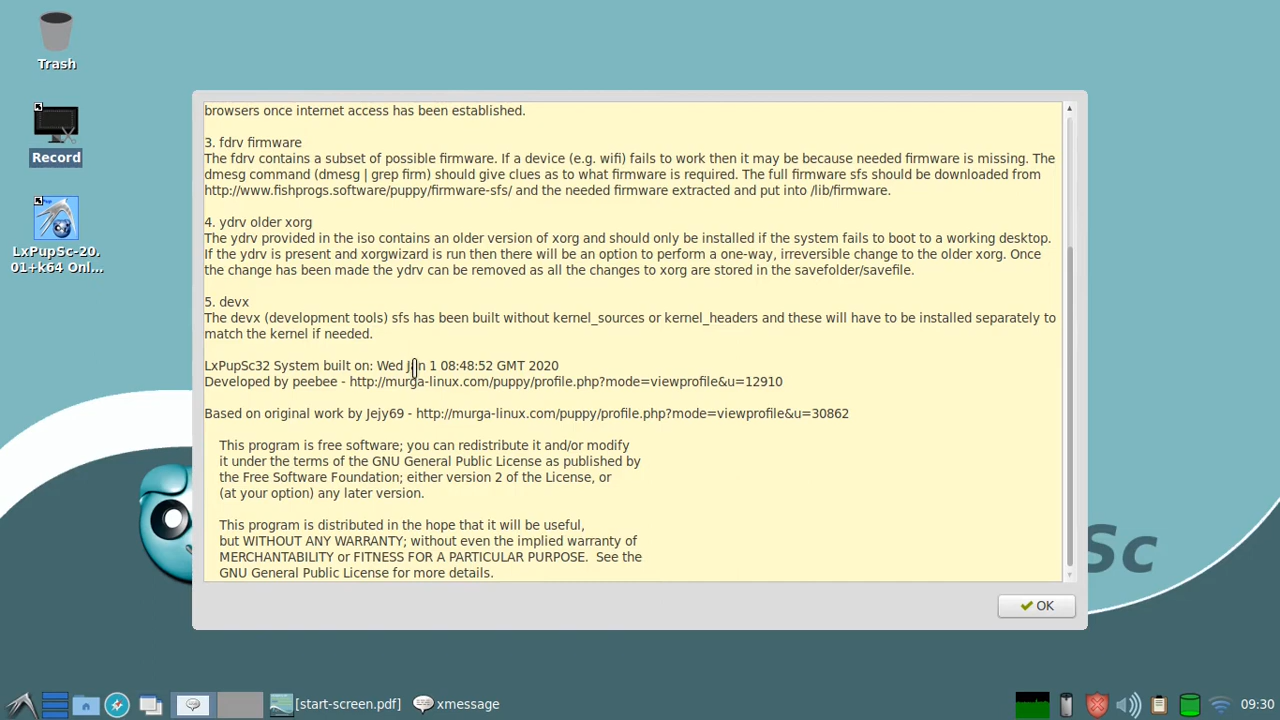 Trash
Record
LxPupSc-20.
01+k64 Onl...
browsers once internet access has been established.
3. fdrv firmware
The fdrv contains a subset of possible firmware. If a device (e.g. wifi) fails to work then it may be because needed firmware is missing. The
dmesg command (dmesg | grep firm) should give clues as to what firmware is required. The full firmware sfs should be downloaded from
http://www.fishprogs.software/puppy/firmware-sfs/ and the needed firmware extracted and put into /lib/firmware.
4. ydrv older xorg
The ydrv provided in the iso contains an older version of xorg and should only be installed if the system fails to boot to a working desktop.
If the ydrv is present and xorgwizard is run then there will be an option to perform a one-way, irreversible change to the older xorg. Once
the change has been made the ydrv can be removed as all the changes to xorg are stored in the savefolder/savefile.
5. devx
The devx (development tools) sfs has been built without kernel_sources or kernel_headers and these will have to be installed separately to
match the kernel if needed.
LxPupSc32 System built on: Wed Jan 1 08:48:52 GMT 2020
Developed by peebee - http://murga-linux.com/puppy/profile.php?mode=viewprofile&u=12910
Based on original work by Jejy69 - http://murga-linux.com/puppy/profile.php?mode=viewprofile&u=30862
This program is free software; you can redistribute it and/or modify
it under the terms of the GNU General Public License as published by
the Free Software Foundation; either version 2 of the License, or
(at your option) any later version.
This program is distributed in the hope that it will be useful,
but WITHOUT ANY WARRANTY; without even the implied warranty of
MERCHANTABILITY or FITNESS FOR A PARTICULAR PURPOSE.  See the
GNU General Public License for more details.
OK
Sc
[start-screen.pdf]
xmessage
09:30